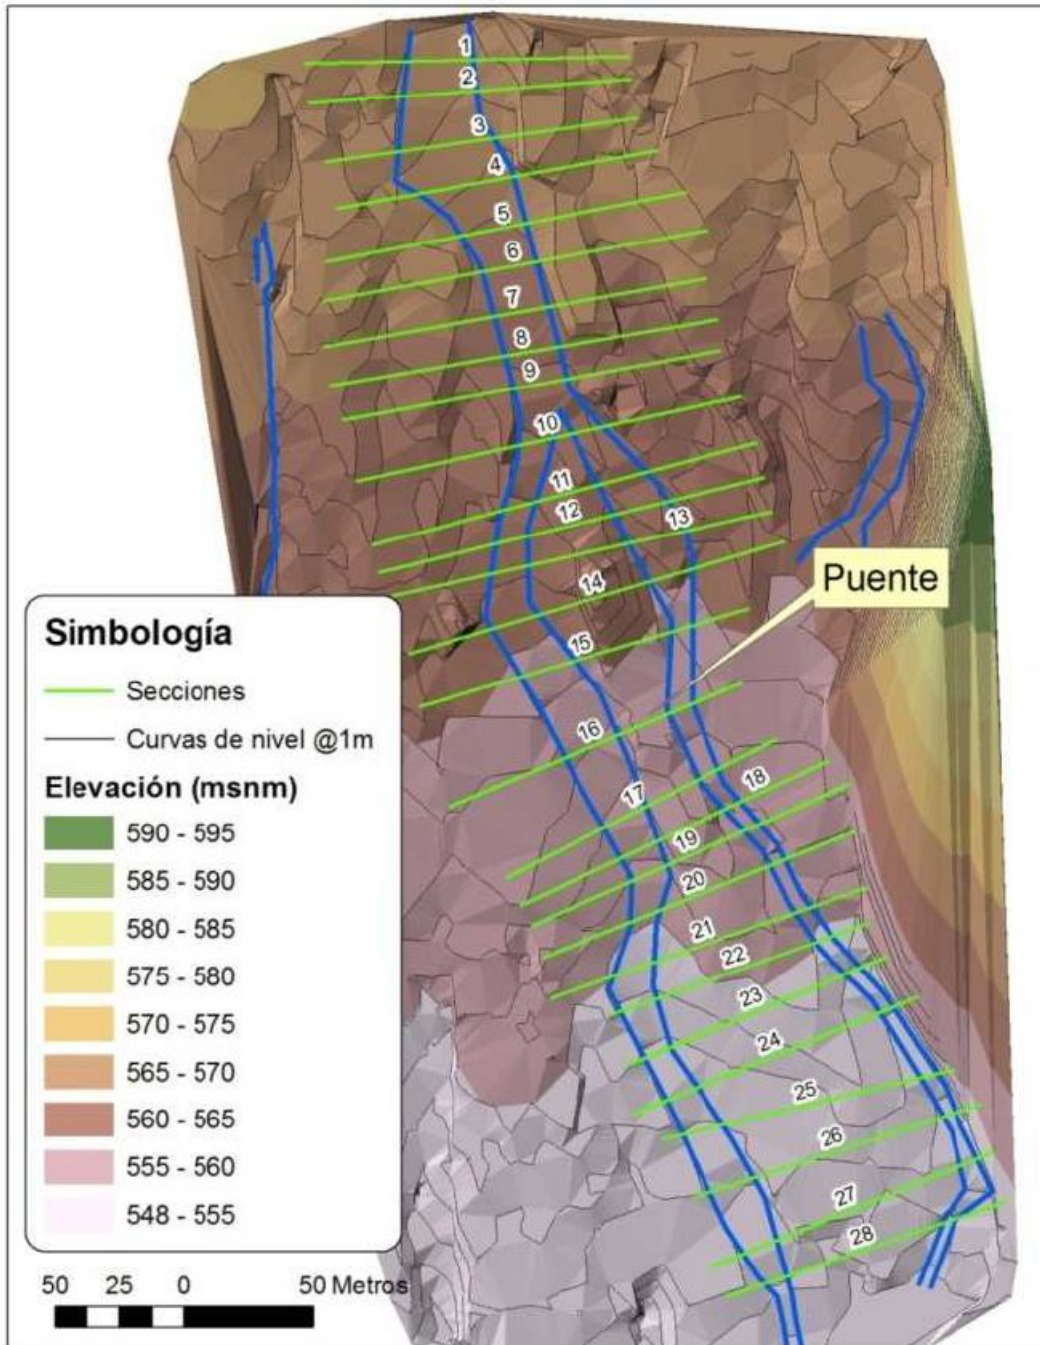 1
2
3
4
5
6
7
8
9
10
11
12
13
14
15
16
17
18
19
20
21
22
23
24
25
26
27
28
Puente
Simbología
Secciones
Curvas de nivel @1m
Elevación (msnm)
590 - 595
585 - 590
580 - 585
575 - 580
570 - 575
565 - 570
560 - 565
555 - 560
548 - 555
50 25 0 50 Metros